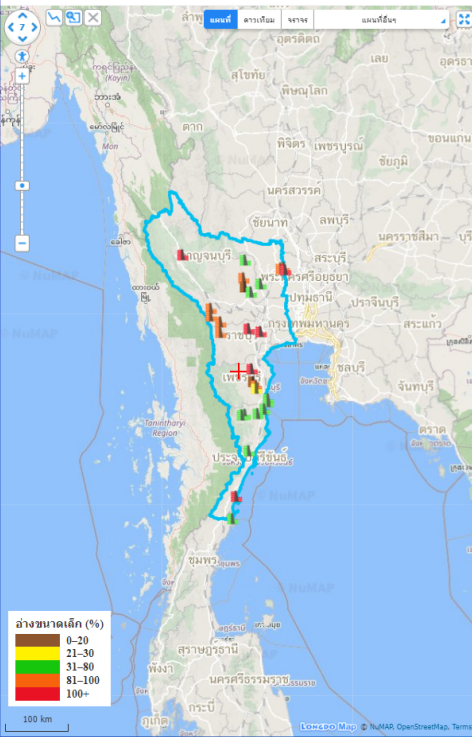 7
แผนที่
ดาวเทียม
จราจร
แผนที่อื่นๆ
เลย
อุตรดิตถ์
สุโขทัย
พิษณุโลก
(Kayin)
ဘားအံ
မော်လမြိုင်
Mon
ตาก
พิจิตร
เพชรบูรณ์
ขอนแก่น
ชัยภูมิ
นครสวรรค์
ชัยนาท
ลพบุรี
นครราชสีมา
สระบุรี
กาญจนบุรี
พระนครศรีอยุธยา
ปทุมธานี
ปราจีนบุรี
กรุงเทพมหานคร
สระแก้ว
ราชบุรี
ชลบุรี
เพชรบุรี
จันทบุรี
ตราด
Tanintharyi
Region
ประจวบคีรีขันธ์
© NuMAP
ชุมพร
สุราษฎร์ธานี
พังงา
นครศรีธรรมราช
กระบี่
ภูเก็ต
อ่างขนาดเล็ก (%)
0–20
21–30
31–80
81–100
100+
100 km
LONGDO Map © NuMAP, OpenStreetMap, Terms